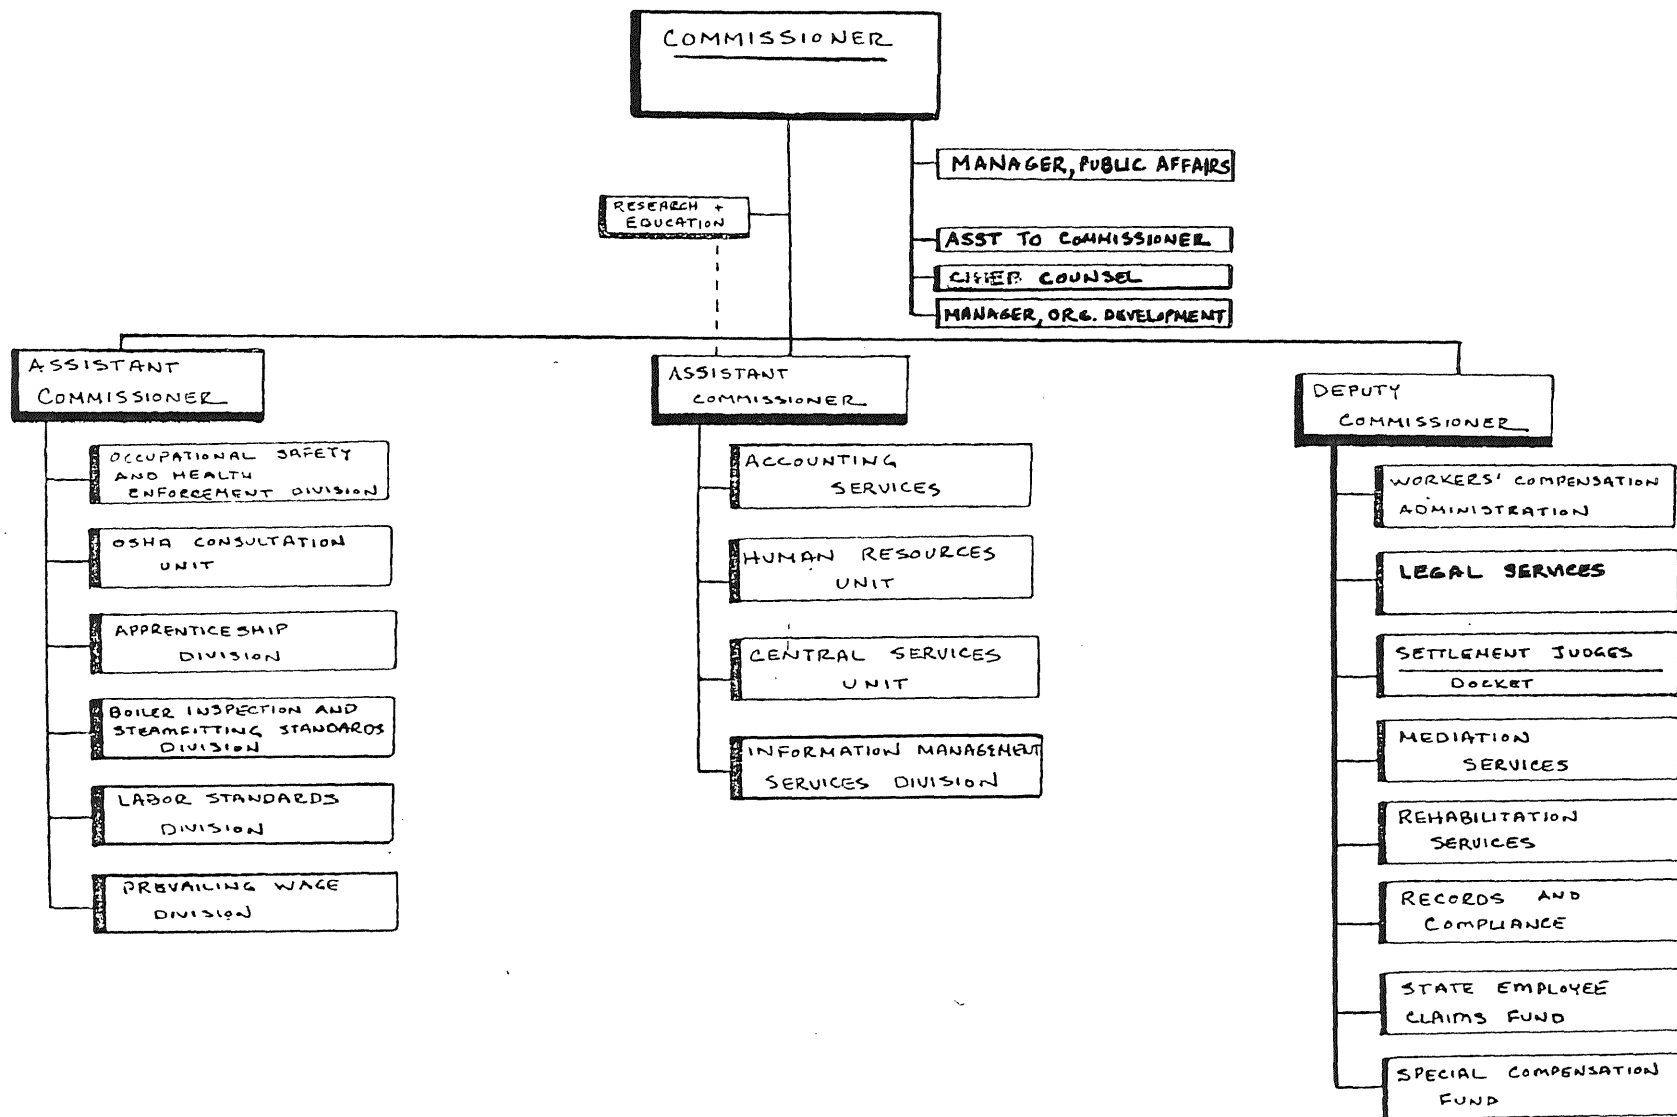 COMMISSIONER
MANAGER, PUBLIC AFFAIRS
RESEARCH +
EDUCATION
ASST TO COMMISSIONER
CHIEF COUNSEL
MANAGER, ORG. DEVELOPMENT
ASSISTANT
COMMISSIONER
OCCUPATIONAL SAFETY
AND HEALTH
ENFORCEMENT DIVISION
OSHA CONSULTATION
UNIT
APPRENTICESHIP
DIVISION
BOILER INSPECTION AND
STEAMFITTING STANDARDS
DIVISION
LABOR STANDARDS
DIVISION
PREVAILING WAGE
DIVISION
ASSISTANT
COMMISSIONER
ACCOUNTING
SERVICES
HUMAN RESOURCES
UNIT
CENTRAL SERVICES
UNIT
INFORMATION MANAGEMENT
SERVICES DIVISION
DEPUTY
COMMISSIONER
WORKERS' COMPENSATION
ADMINISTRATION
LEGAL SERVICES
SETTLEMENT JUDGES
DOCKET
MEDIATION
SERVICES
REHABILITATION
SERVICES
RECORDS AND
COMPLIANCE
STATE EMPLOYEE
CLAIMS FUND
SPECIAL COMPENSATION
FUND